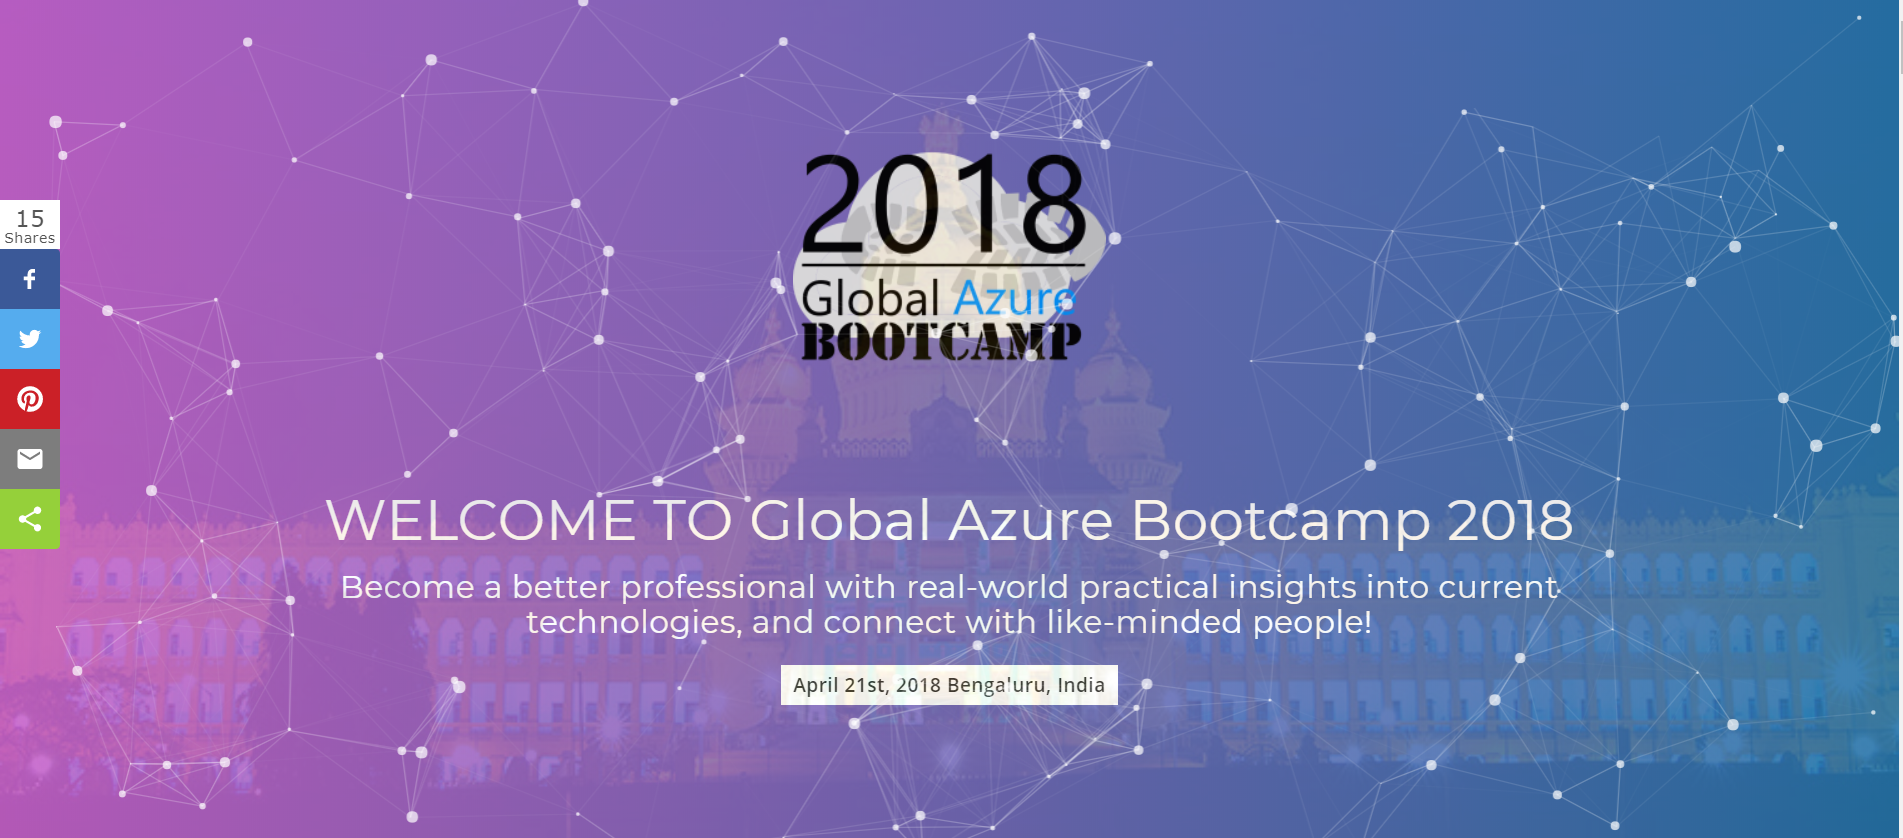 2018
Global Azure
BOOTCAMP
15
Shares
WELCOME TO Global Azure Bootcamp 2018
Become a better professional with real-world practical insights into current
technologies, and connect with like-minded people!
April 21st, 2018 Bengaluru, India